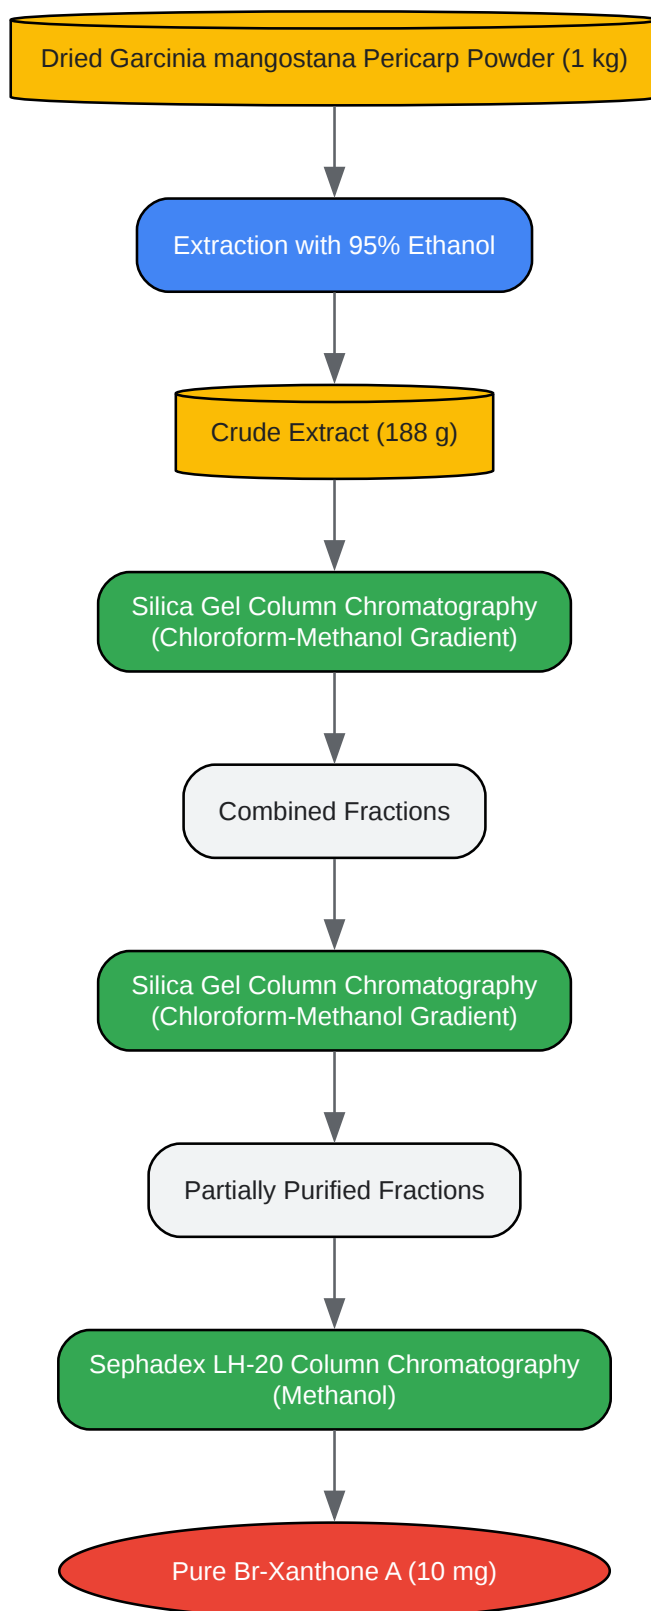 Dried Garcinia mangostana Pericarp Powder (1 kg)
Extraction with 95% Ethanol
Crude Extract (188 g)
Silica Gel Column Chromatography
(Chloroform-Methanol Gradient)
Combined Fractions
Silica Gel Column Chromatography
(Chloroform-Methanol Gradient)
Partially Purified Fractions
Sephadex LH-20 Column Chromatography
(Methanol)
Pure Br-Xanthone A (10 mg)